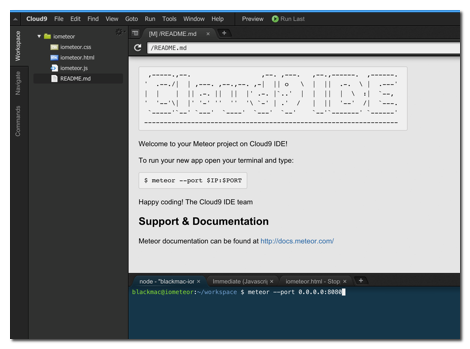 Cloud9 File Edit Find View Goto Run Tools Window Help Preview Run Last
Workspace
Navigate
Commands
iometeor
iometeor.css
iometeor.html
iometeor.js
README.md
[M] /README.md
/README.md
Welcome to your Meteor project on Cloud9 IDE!
To run your new app open your terminal and type:
$ meteor --port $IP:$PORT
Happy coding! The Cloud9 IDE team
Support & Documentation
Meteor documentation can be found at http://docs.meteor.com/
node - "blackmac-io Immediate (Javascri iometeor.html - Stop
blackmac@iometeor:~/workspace $ meteor --port 0.0.0.0:8080